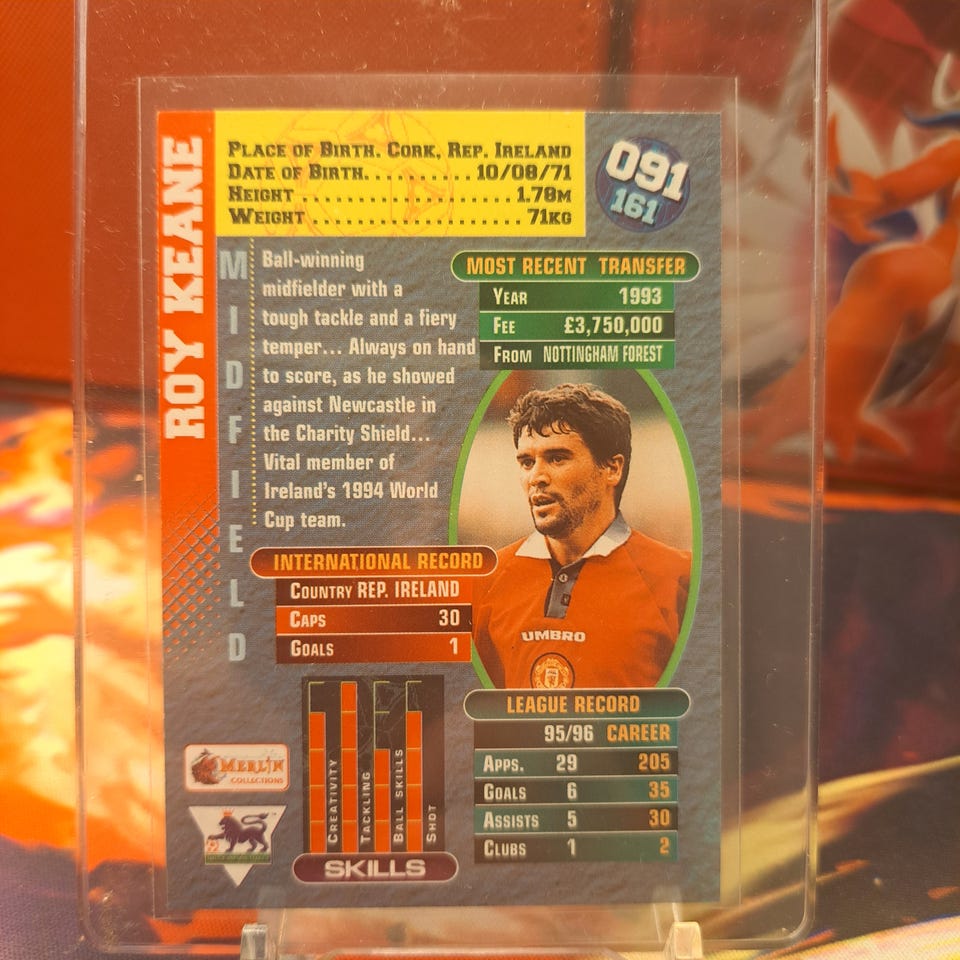 ROY KEANE
PLACE OF BIRTH. CORK, REP. IRELAND
DATE OF BIRTH......... 10/08/71
HEIGHT.................... 1.78M
WEIGHT.................... 71KG
091
161
MIDFIELD
Ball-winning
midfielder with a
tough tackle and a fiery
temper... Always on hand
to score, as he showed
against Newcastle in
the Charity Shield...
Vital member of
Ireland's 1994 World
Cup team.
MOST RECENT TRANSFER
YEAR 1993
FEE £3,750,000
FROM NOTTINGHAM FOREST
UMBRO
INTERNATIONAL RECORD
COUNTRY REP. IRELAND
CAPS 30
GOALS 1
CREATIVITY
TACKLING
BALL SKILLS
SHOT
SKILLS
MERLIN
COLLECTIONS
LEAGUE RECORD
95/96 CAREER
APPS. 29 205
GOALS 6 35
ASSISTS 5 30
CLUBS 1 2